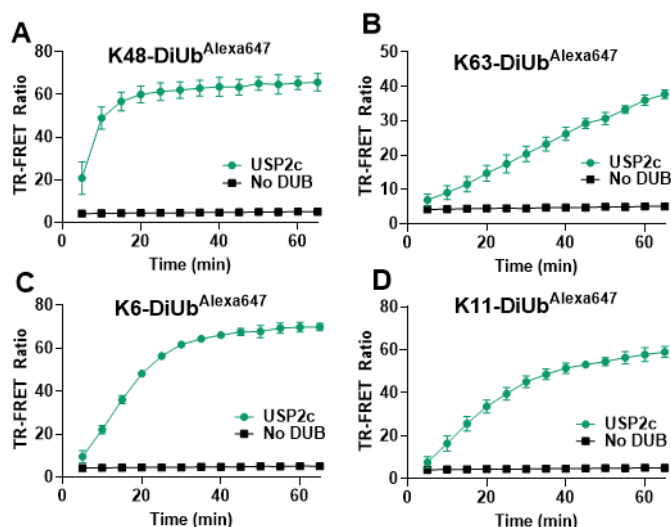 A
K48-DiUb^Alexa647
TR-FRET Ratio
80
60
40
20
0
USP2c
No DUB
0 20 40 60
Time (min)
B
K63-DiUb^Alexa647
TR-FRET Ratio
50
40
30
20
10
0
USP2c
No DUB
0 20 40 60
Time (min)
C
K6-DiUb^Alexa647
TR-FRET Ratio
80
60
40
20
0
USP2c
No DUB
0 20 40 60
Time (min)
D
K11-DiUb^Alexa647
TR-FRET Ratio
80
60
40
20
0
USP2c
No DUB
0 20 40 60
Time (min)